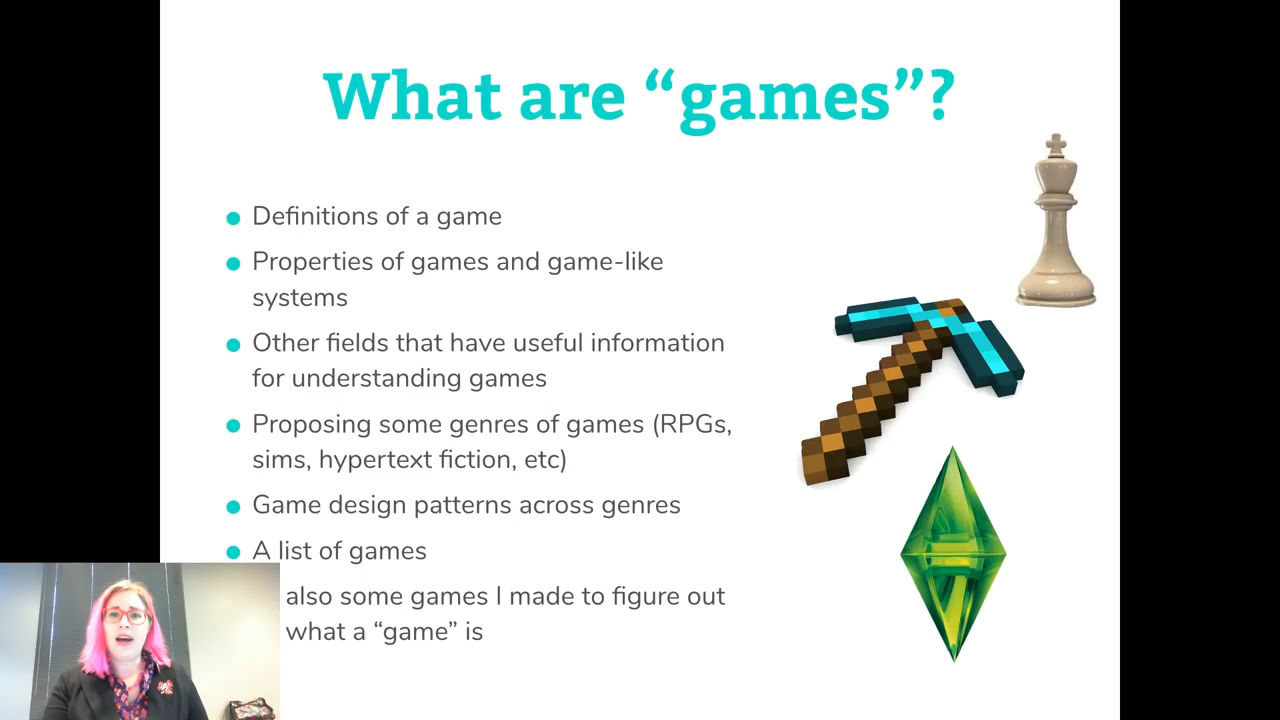 What are “games”?
Definitions of a game
Properties of games and game-like
systems
Other fields that have useful information
for understanding games
Proposing some genres of games (RPGs,
sims, hypertext fiction, etc)
Game design patterns across genres
A list of games
also some games I made to figure out
what a “game” is